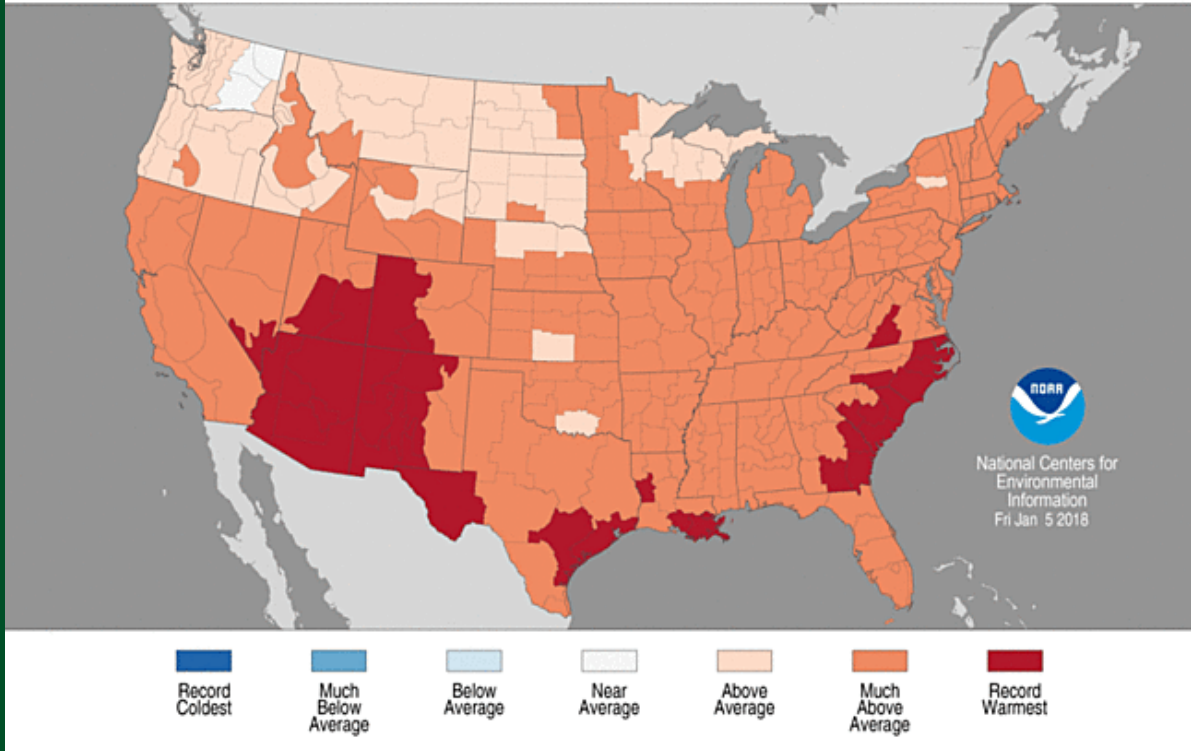 NOAA
National Centers for
Environmental
Information
Fri Jan 5 2018
Record
Coldest
Much
Below
Average
Below
Average
Near
Average
Above
Average
Much
Above
Average
Record
Warmest